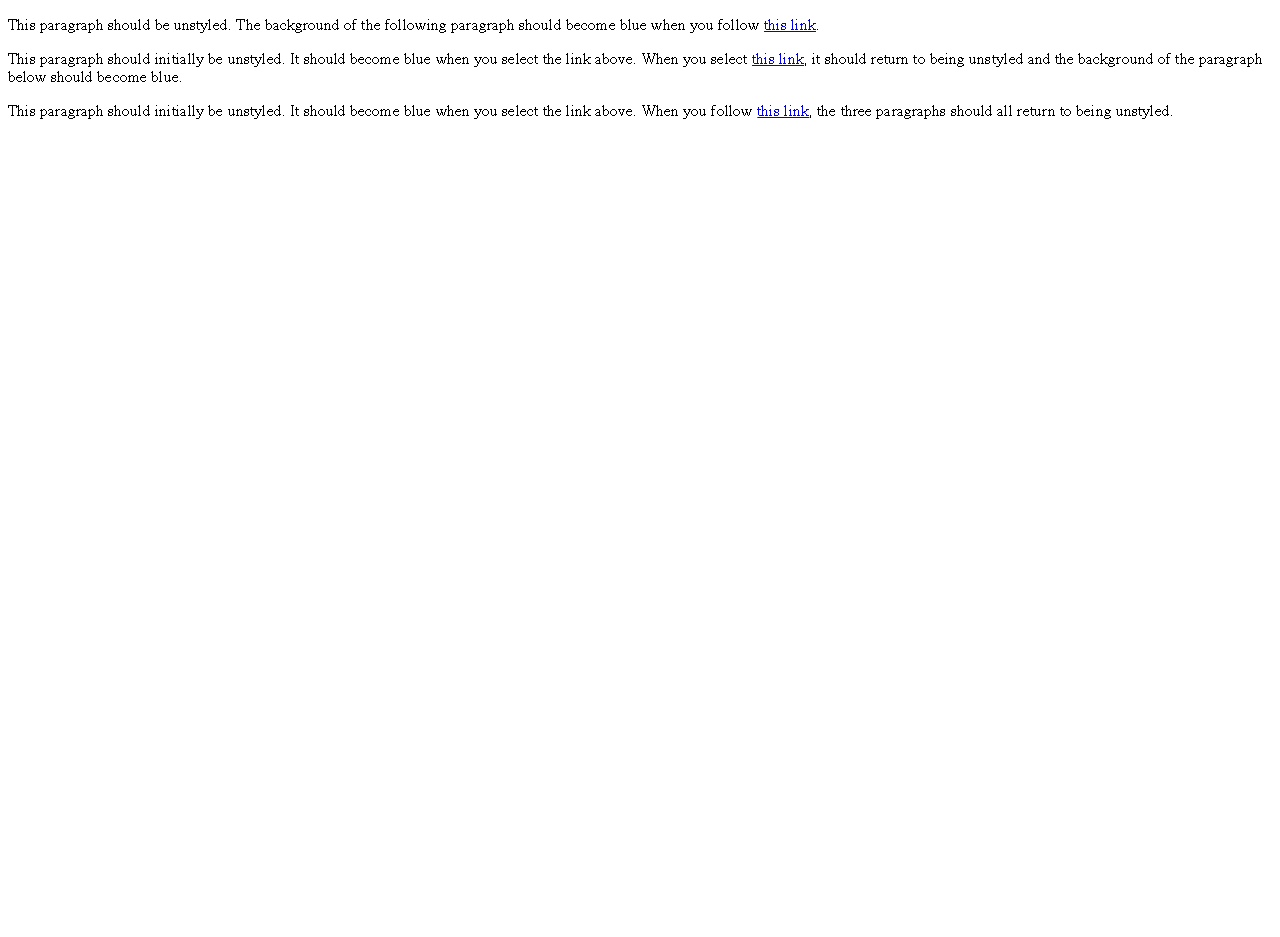 This paragraph should be unstyled. The background of the following paragraph should become blue when you follow this link.
This paragraph should initially be unstyled. It should become blue when you select the link above. When you select this link, it should return to being unstyled and the background of the paragraph
below should become blue.
This paragraph should initially be unstyled. It should become blue when you select the link above. When you follow this link, the three paragraphs should all return to being unstyled.